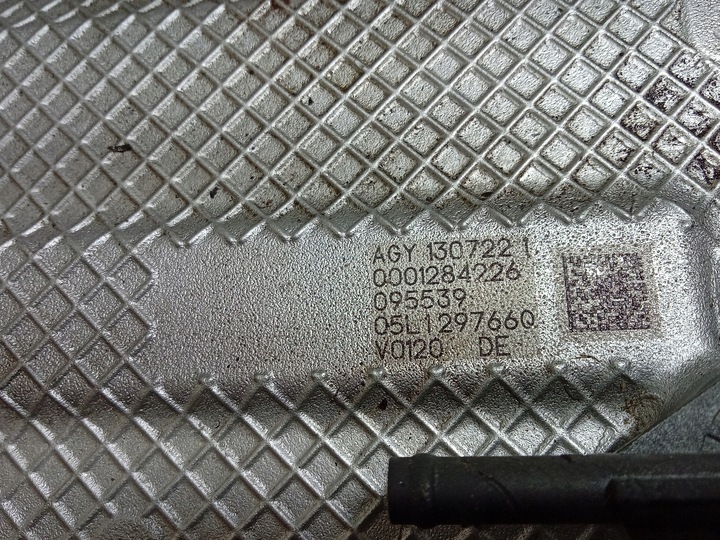 AGY 130722 1
0001284226
095539
05L129766Q
V0120 DE